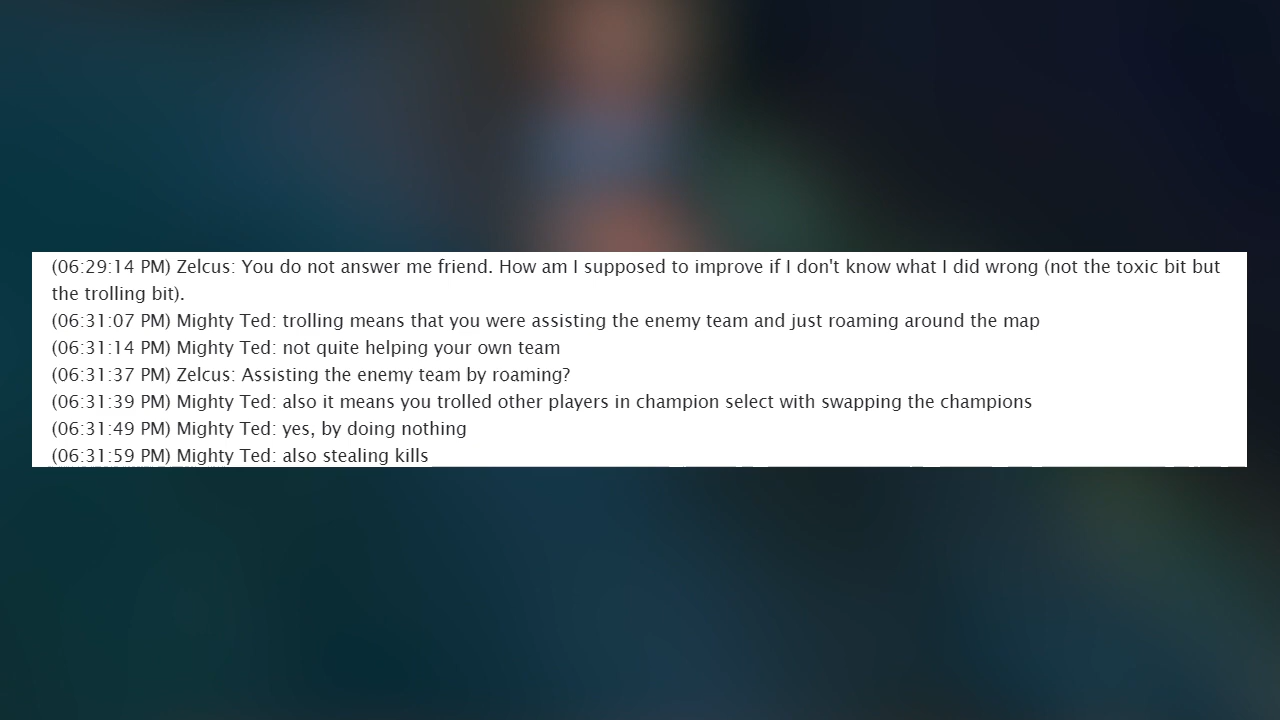 (06:29:14 PM) Zelcus: You do not answer me friend. How am I supposed to improve if I don't know what I did wrong (not the toxic bit but
the trolling bit).
(06:31:07 PM) Mighty Ted: trolling means that you were assisting the enemy team and just roaming around the map
(06:31:14 PM) Mighty Ted: not quite helping your own team
(06:31:37 PM) Zelcus: Assisting the enemy team by roaming?
(06:31:39 PM) Mighty Ted: also it means you trolled other players in champion select with swapping the champions
(06:31:49 PM) Mighty Ted: yes, by doing nothing
(06:31:59 PM) Mighty Ted: also stealing kills